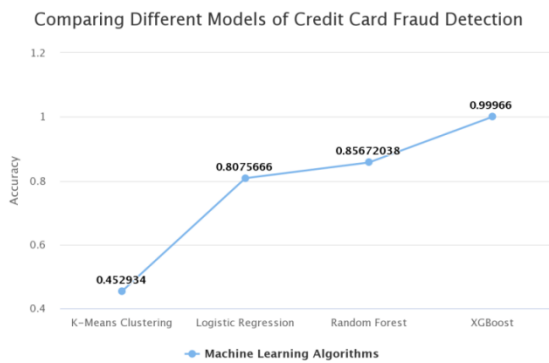 Comparing Different Models of Credit Card Fraud Detection
1.2
1
0.8
0.6
0.4
Accuracy
0.452934
0.8075666
0.85672038
0.99966
K-Means Clustering
Logistic Regression
Random Forest
XGBoost
Machine Learning Algorithms